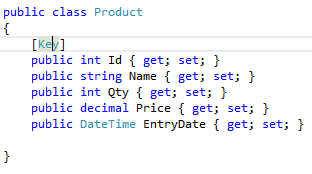 public class Product
{
[Key]
public int Id { get; set; }
public string Name { get; set; }
public int Qty { get; set; }
public decimal Price { get; set; }
public DateTime EntryDate { get; set; }
}